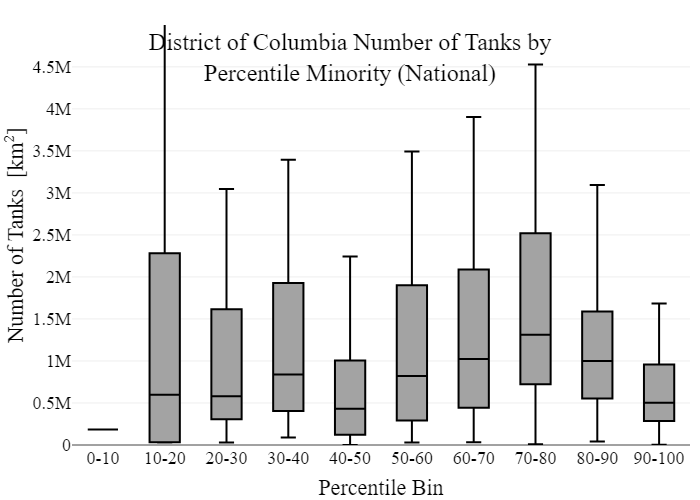 District of Columbia Number of Tanks by
Percentile Minority (National)
Number of Tanks [km²]
4.5M
4M
3.5M
3M
2.5M
2M
1.5M
1M
0.5M
0
0-10 10-20 20-30 30-40 40-50 50-60 60-70 70-80 80-90 90-100
Percentile Bin